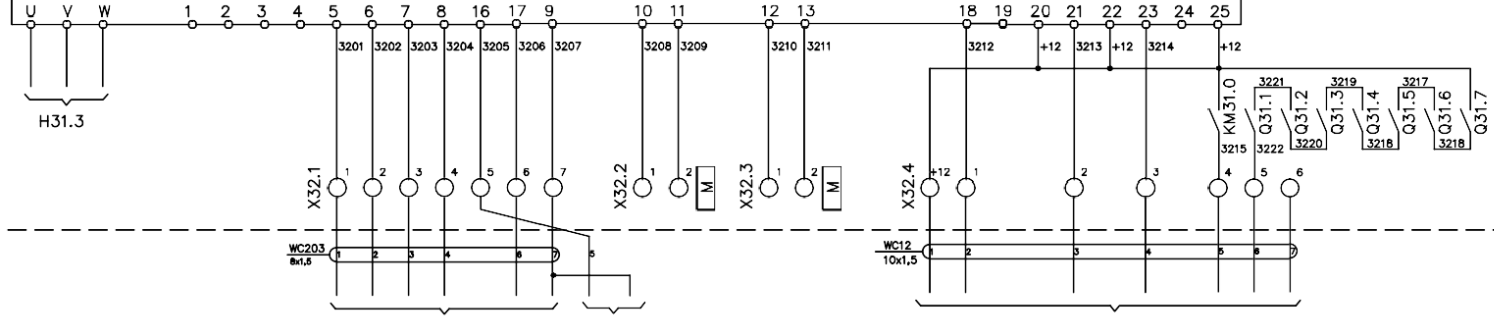 U V W 1 2 3 4 5 6 7 8 16 17 9 10 11 12 13 18 19 20 21 22 23 24 25
3201 3202 3203 3204 3205 3206 3207 3208 3209 3210 3211 3212 +12 3213 +12 3214 +12
H31.3
3221 3219 3217
KM31.0 Q31.1 Q31.2 Q31.3 Q31.4 Q31.5 Q31.6 Q31.7
3215 3222 3220 3218 3218
X32.1 1 2 3 4 5 6 7 X32.2 1 2 M X32.3 1 2 M X32.4 +12 1 2 3 4 5 6
WC203 1 2 3 4 6 7 5 WC12 1 2 3 4 5 6 7
8x1,5 10x1,5